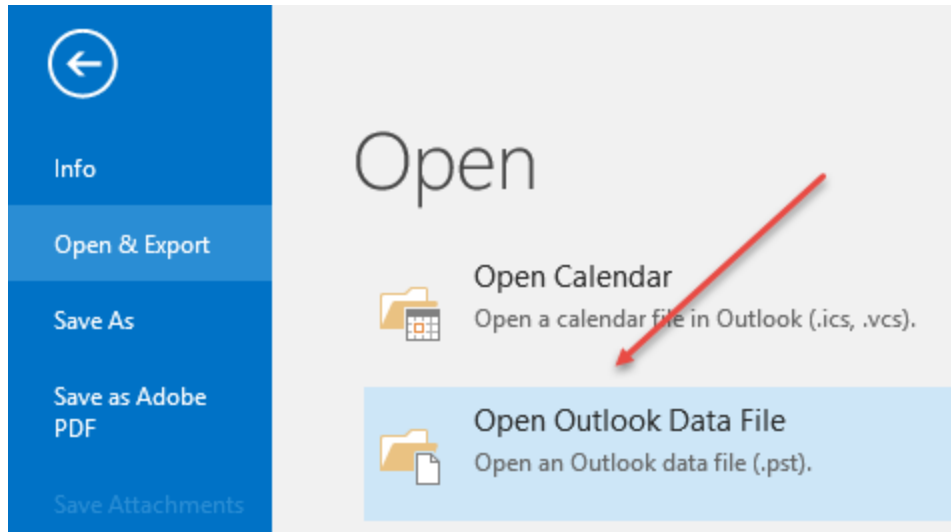 Info
Open & Export
Save As
Save as Adobe
PDF
Save Attachments
Open
Open Calendar
Open a calendar file in Outlook (.ics, .vcs).
Open Outlook Data File
Open an Outlook data file (.pst).